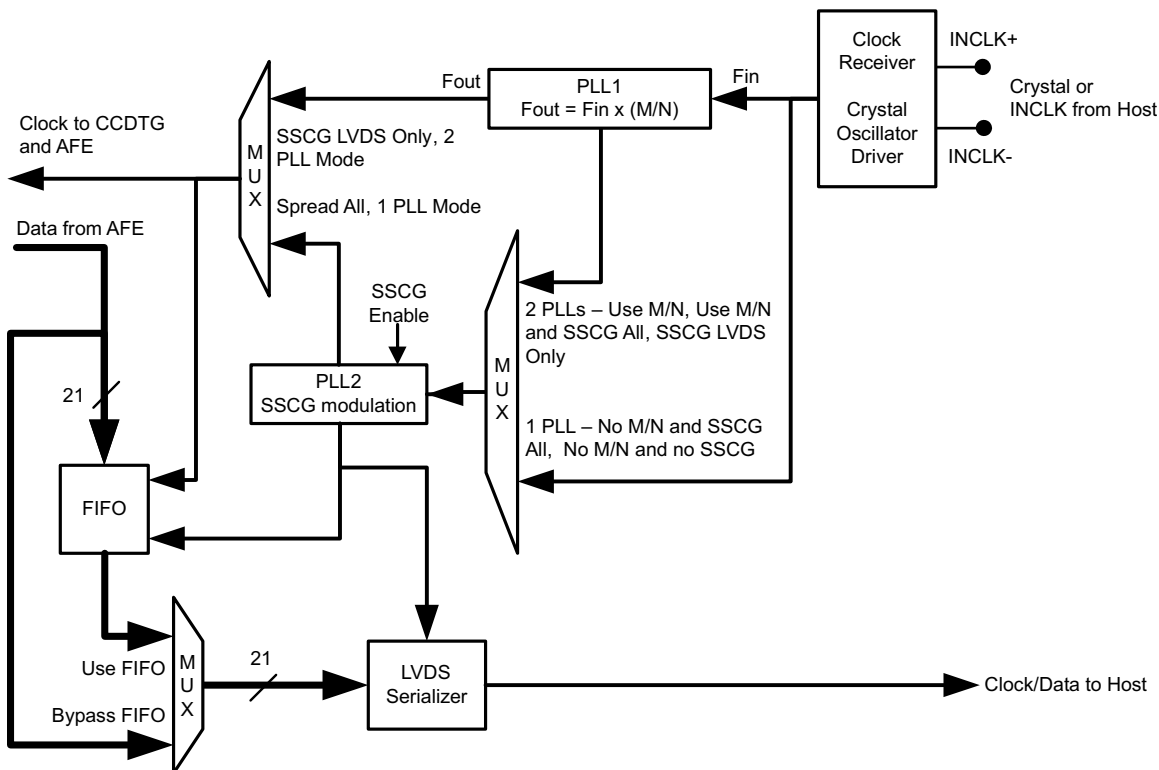 Clock
Receiver
Crystal
Oscillator
Driver
INCLK+
Crystal or
INCLK from Host
INCLK-
Fout
PLL1
Fout = Fin x (M/N)
Fin
Clock to CCDTG
and AFE
M
U
X
SSCG LVDS Only, 2
PLL Mode
Spread All, 1 PLL Mode
Data from AFE
SSCG
Enable
2 PLLs – Use M/N, Use M/N
and SSCG All, SSCG LVDS
Only
M
U
X
PLL2
SSCG modulation
1 PLL – No M/N and SSCG
All, No M/N and no SSCG
21
FIFO
Use FIFO
Bypass FIFO
M
U
X
21
LVDS
Serializer
Clock/Data to Host